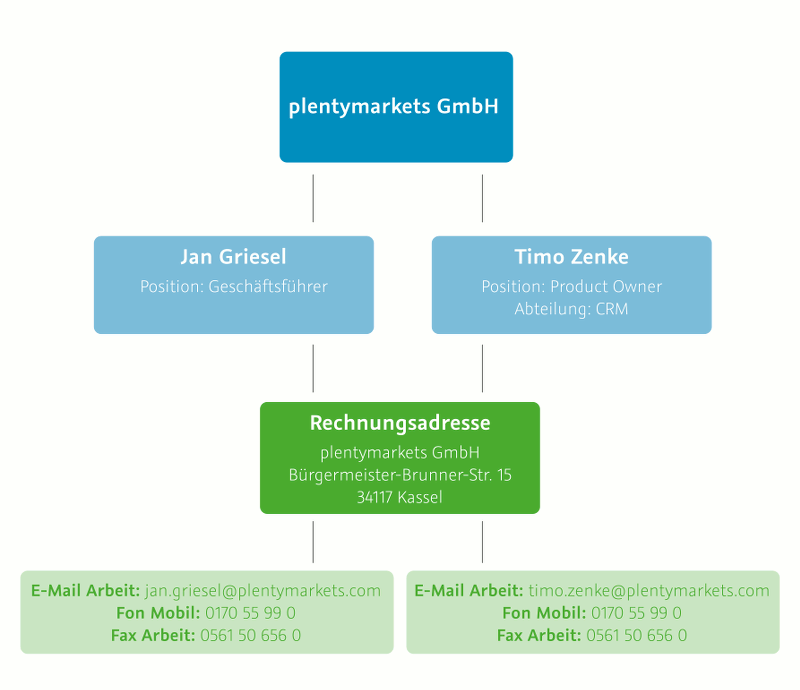 plentymarkets GmbH
Jan Griesel
Position: Geschäftsführer
Timo Zenke
Position: Product Owner
Abteilung: CRM
Rechnungsadresse
plentymarkets GmbH
Bürgermeister-Brunner-Str. 15
34117 Kassel
E-Mail Arbeit: jan.griesel@plentymarkets.com
Fon Mobil: 0170 55 99 0
Fax Arbeit: 0561 50 656 0
E-Mail Arbeit: timo.zenke@plentymarkets.com
Fon Mobil: 0170 55 99 0
Fax Arbeit: 0561 50 656 0